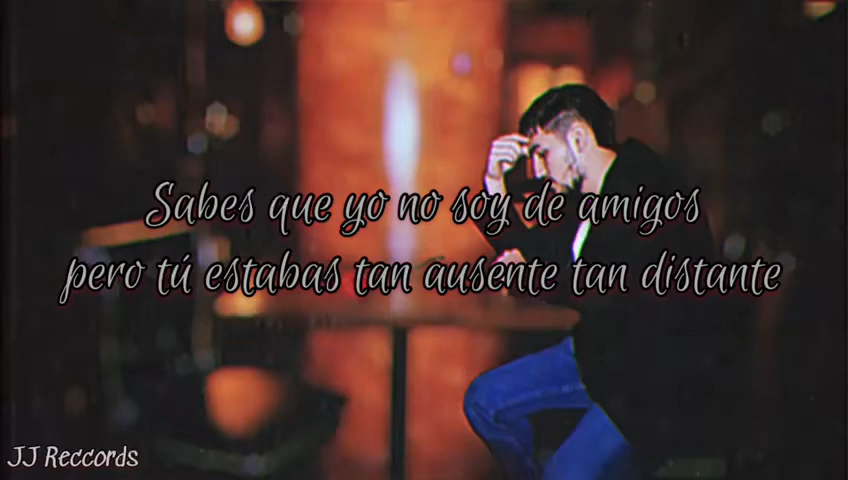 Sabes que yo no soy de amigos
pero tú estabas tan ausente tan distante
JJ Reccords